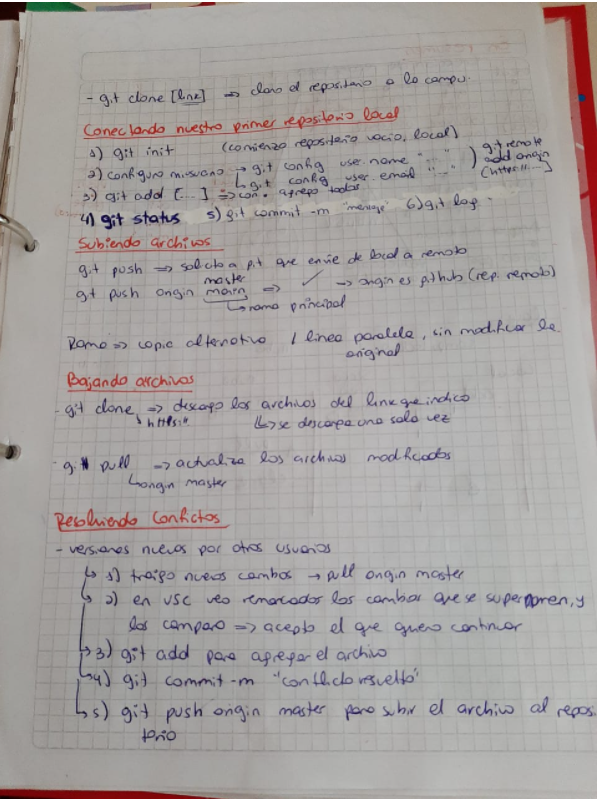 - git clone [link] => clono el repositorio a la compu.
Conectando nuestro primer repositorio local
1) git init (comienza repositorio vacio, local)
2) configuro mi usuario → git config user.name "..."
↳ git config user.email "..."
) git remote add origin (https://...]
3) git add [...] => con . agrego todos
4) git status 5) git commit -m "mensaje" 6) git log.
Subiendo archivos
git push => solicito a git que envie de local a remoto
master
git push origin main => ✓ → origin es github (rep. remoto)
↳ rama principal
Rama => copia alternativa / linea paralela, sin modificar la
original
Bajando archivos
- git clone => descargo los archivos del link que indico
↳ https:// ↳ se descarga una sola vez
- git pull => actualiza los archivos modificados
↳ origin master
Resolviendo Conflictos
- versiones nuevas por otros usuarios
↳ 1) traigo nuevos cambios → pull origin master
↳ 2) en VSC veo remarcados los cambios que se superponen, y
los comparo => acepto el que quiero continuar
↳ 3) git add para agregar el archivo
↳ 4) git commit -m "conflicto resuelto"
↳ 5) git push origin master para subir el archivo al reposi
torio